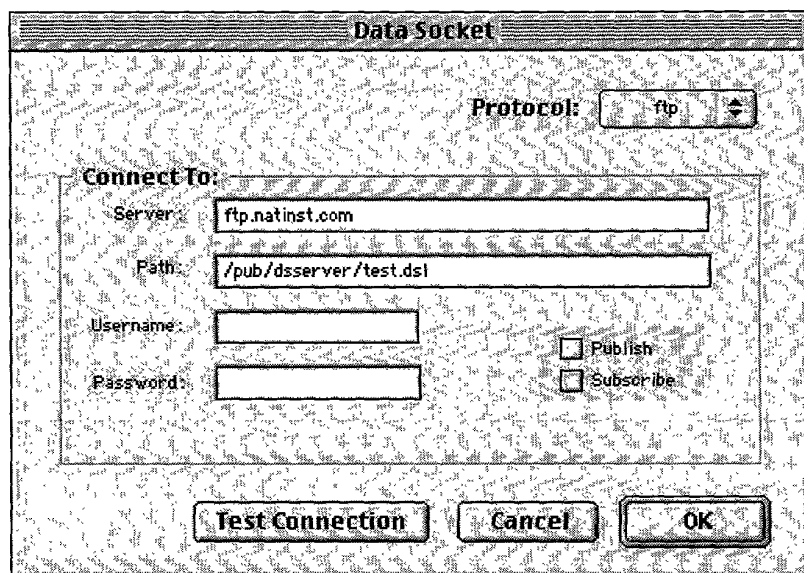 Data Socket
Protocol: ftp
Connect To:
Server: ftp.natinst.com
Path: /pub/dsserver/test.dsl
Username:
Password:
Publish
Subscribe
Test Connection Cancel OK